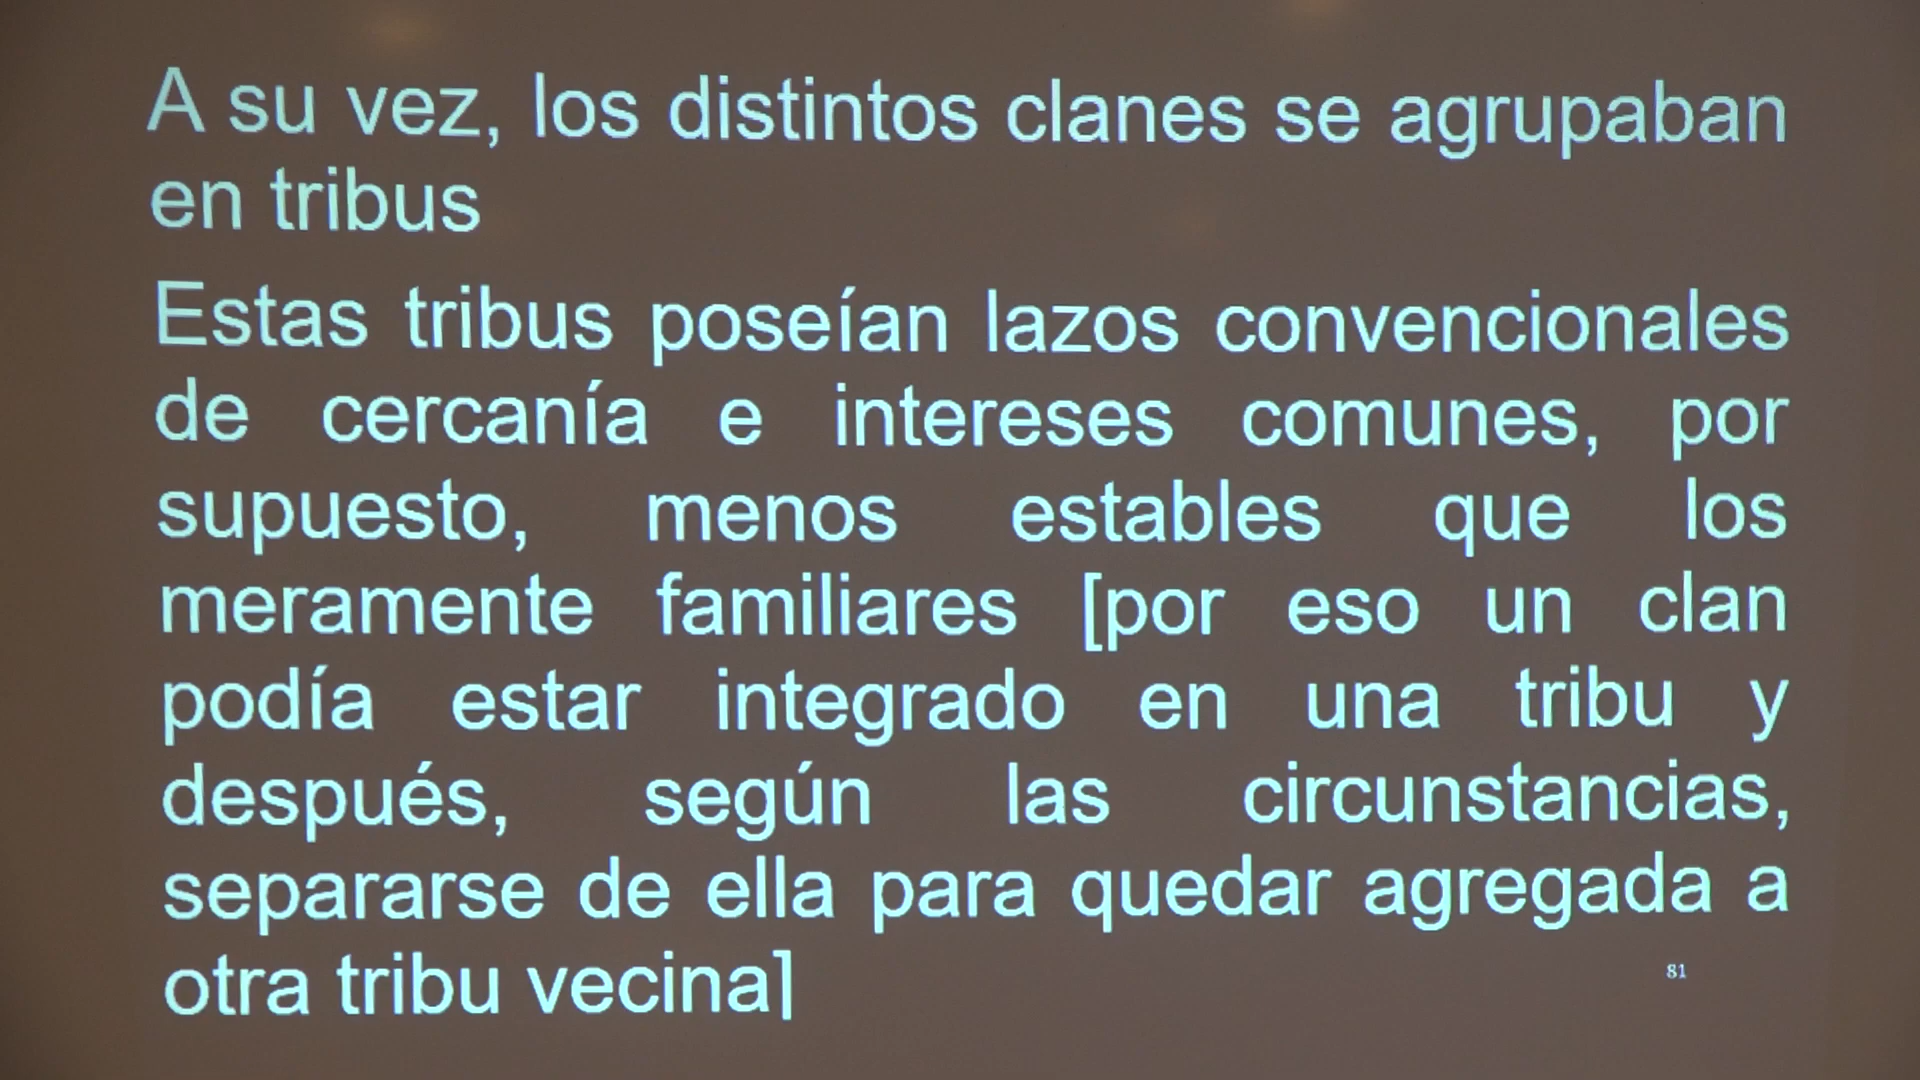 A su vez, los distintos clanes se agrupaban
en tribus
Estas tribus poseían lazos convencionales
de cercanía e intereses comunes, por
supuesto, menos estables que los
meramente familiares [por eso un clan
podía estar integrado en una tribu y
después, según las circunstancias,
separarse de ella para quedar agregada a
otra tribu vecina]
81